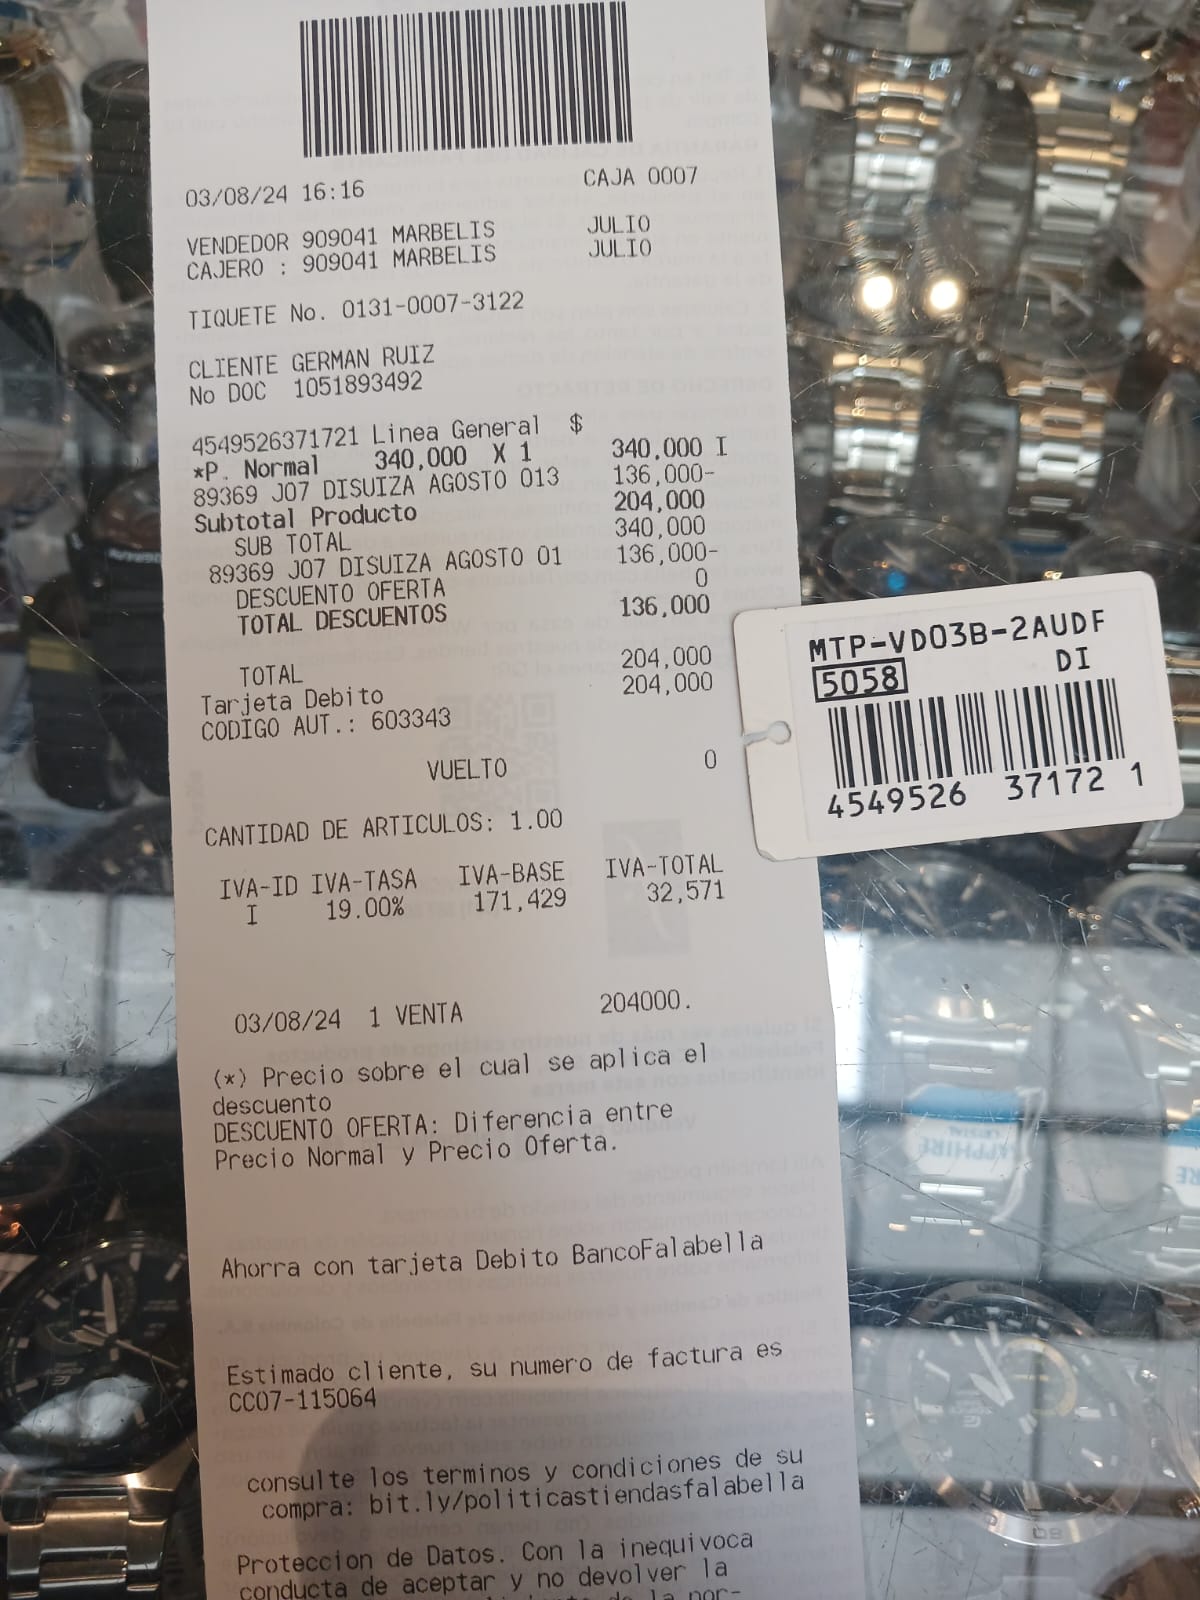 03/08/24 16:16 CAJA 0007
VENDEDOR 909041 MARBELIS JULIO
CAJERO : 909041 MARBELIS JULIO
TIQUETE No. 0131-0007-3122
CLIENTE GERMAN RUIZ
No DOC 1051893492
4549526371721 Linea General $
*P. Normal 340,000 X 1 340,000 I
89369 J07 DISUIZA AGOSTO 013 136,000-
Subtotal Producto 204,000
SUB TOTAL 340,000
89369 J07 DISUIZA AGOSTO 01 136,000-
DESCUENTO OFERTA 0
TOTAL DESCUENTOS 136,000
TOTAL 204,000
Tarjeta Debito 204,000
CODIGO AUT.: 603343
VUELTO 0
CANTIDAD DE ARTICULOS: 1.00
IVA-ID IVA-TASA IVA-BASE IVA-TOTAL
I 19.00% 171,429 32,571
03/08/24 1 VENTA 204000.
(*) Precio sobre el cual se aplica el
descuento
DESCUENTO OFERTA: Diferencia entre
Precio Normal y Precio Oferta.
Ahorra con tarjeta Debito BancoFalabella
Estimado cliente, su numero de factura es
CC07-115064
consulte los terminos y condiciones de su
compra: bit.ly/politicastiendasfalabella
Proteccion de Datos. Con la inequivoca
conducta de aceptar y no devolver la
MTP-VD03B-2AUDF
5058 DI
4549526 37172 1